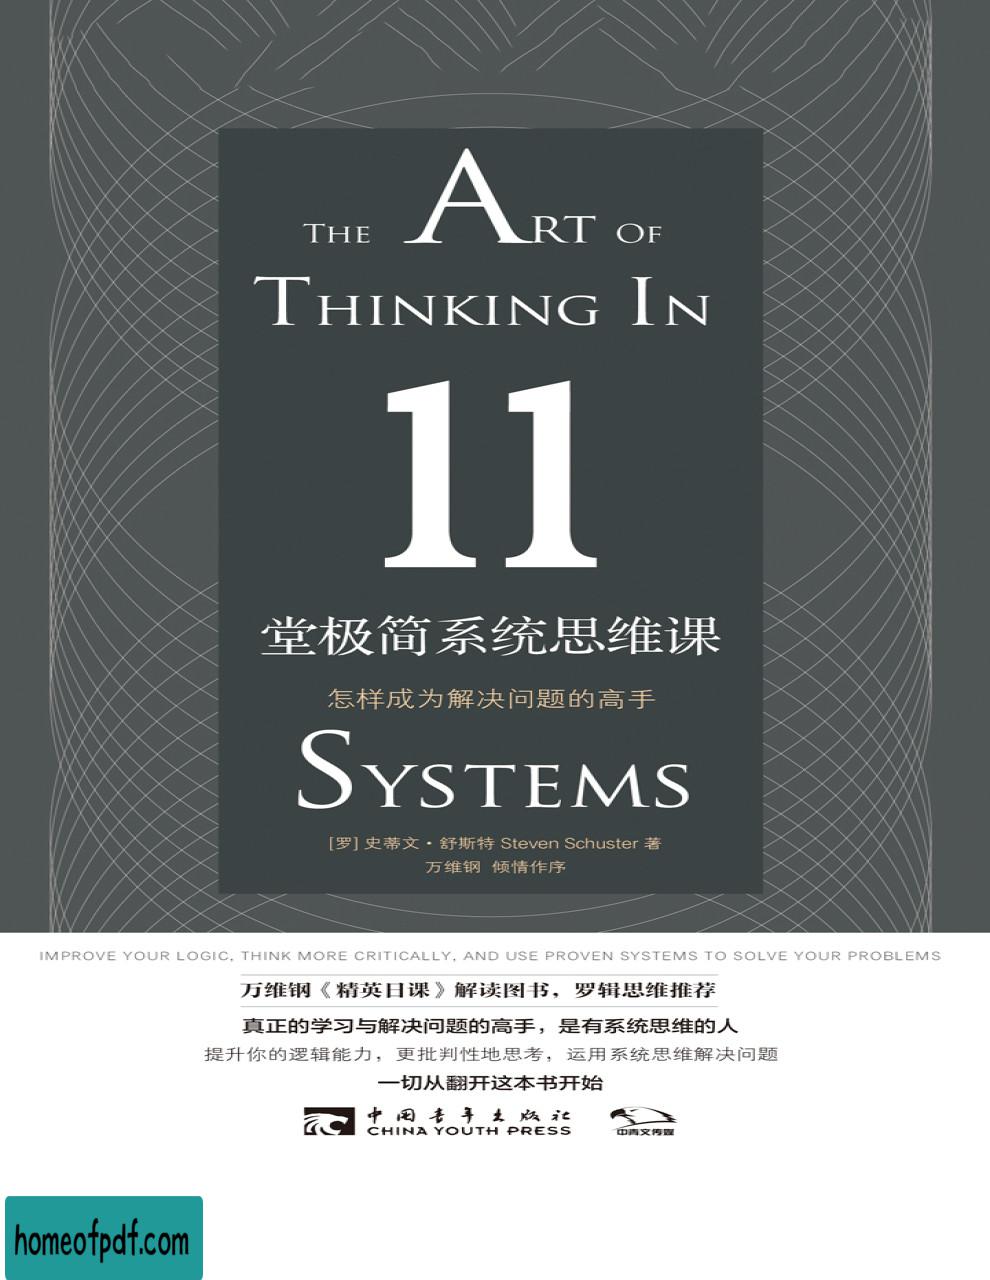 THE ART OF
THINKING IN
11
堂极简系统思维课
怎样成为解决问题的高手
SYSTEMS
[罗] 史蒂文·舒斯特 Steven Schuster 著
万维钢 倾情作序
IMPROVE YOUR LOGIC, THINK MORE CRITICALLY, AND USE PROVEN SYSTEMS TO SOLVE YOUR PROBLEMS
万维钢《精英日课》解读图书，罗辑思维推荐
真正的学习与解决问题的高手，是有系统思维的人
提升你的逻辑能力，更批判性地思考，运用系统思维解决问题
一切从翻开这本书开始
中国青年出版社
CHINA YOUTH PRESS
中青文传媒
homeofpdf.com